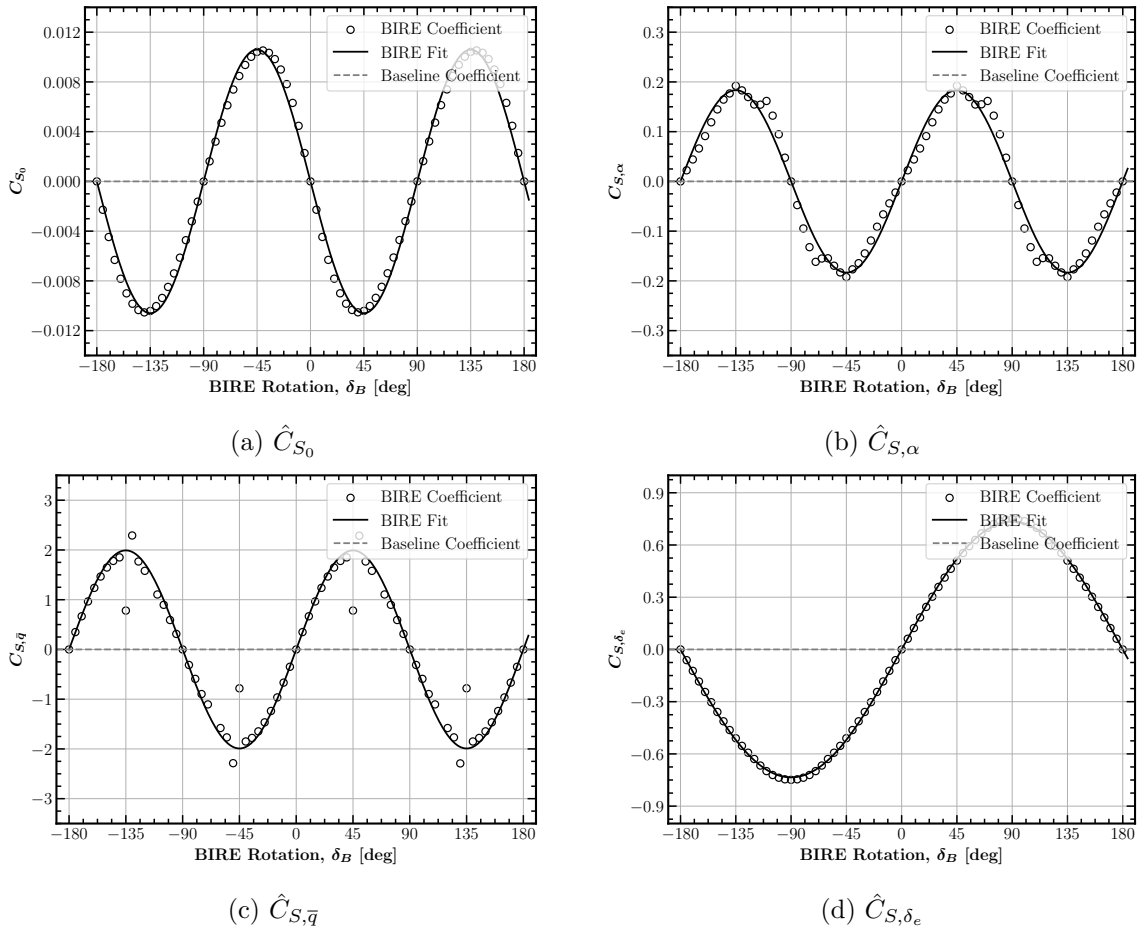 0.012
0.008
0.004
0.000
−0.004
−0.008
−0.012
C_{S_0}
−180 −135 −90 −45 0 45 90 135 180
BIRE Rotation, δ_B [deg]
BIRE Coefficient
BIRE Fit
Baseline Coefficient
(a) Ĉ_{S_0}
0.3
0.2
0.1
0.0
−0.1
−0.2
−0.3
C_{S,α}
−180 −135 −90 −45 0 45 90 135 180
BIRE Rotation, δ_B [deg]
BIRE Coefficient
BIRE Fit
Baseline Coefficient
(b) Ĉ_{S,α}
3
2
1
0
−1
−2
−3
C_{S,q̅}
−180 −135 −90 −45 0 45 90 135 180
BIRE Rotation, δ_B [deg]
BIRE Coefficient
BIRE Fit
Baseline Coefficient
(c) Ĉ_{S,q̅}
0.9
0.6
0.3
0.0
−0.3
−0.6
−0.9
C_{S,δ_e}
−180 −135 −90 −45 0 45 90 135 180
BIRE Rotation, δ_B [deg]
BIRE Coefficient
BIRE Fit
Baseline Coefficient
(d) Ĉ_{S,δ_e}